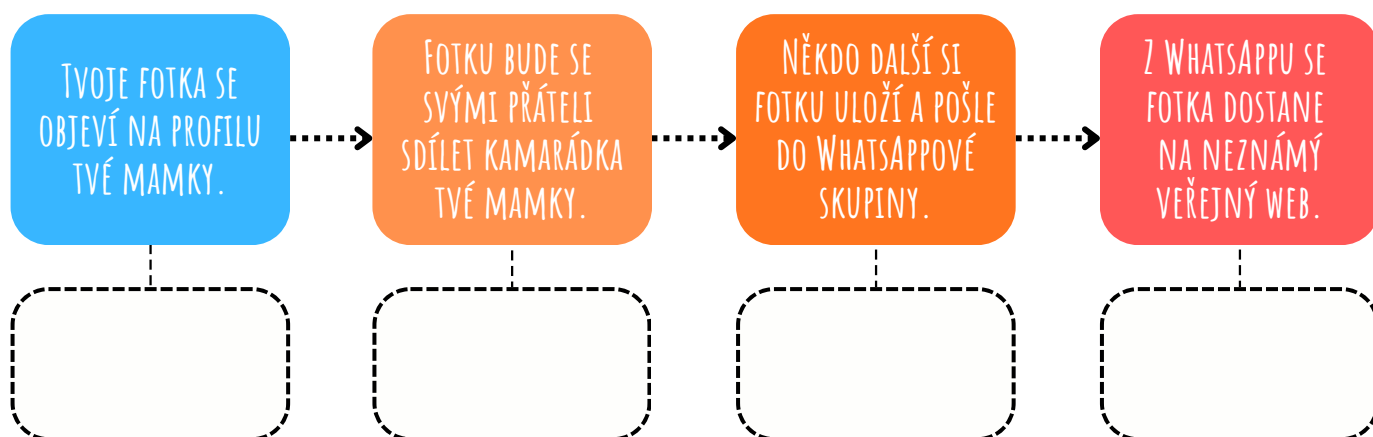 Tvoje fotka se
objeví na profilu
tvé mamky.
Fotku bude se
svými přáteli
sdílet kamarádka
tvé mamky.
Někdo další si
fotku uloží a pošle
do WhatsAppové
skupiny.
Z WhatsAppu se
fotka dostane
na neznámý
veřejný web.